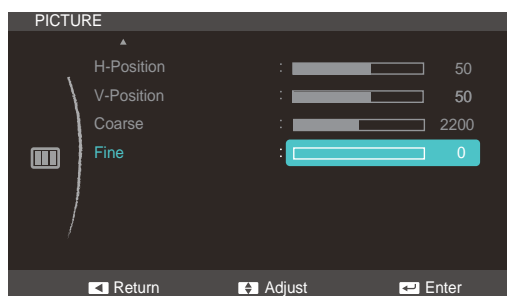 PICTURE
H-Position : 50
V-Position : 50
Coarse : 2200
Fine : 0
Return Adjust Enter